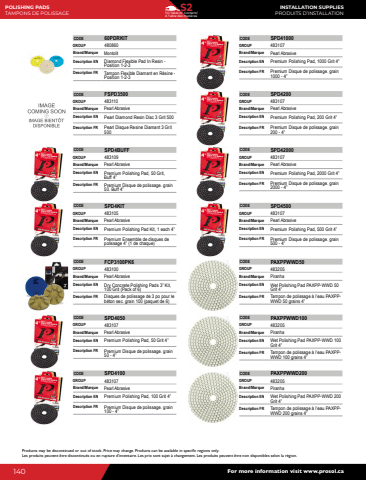 POLISHING PADS
TAMPONS DE POLISSAGE
S2
INSTALLATION SUPPLIES
PRODUITS D'INSTALLATION
CODE 60PDRKIT
GROUP 480860
Brand/Marque Montolit
Description EN Diamond Flexible Pad In Resin - Position 1-2-3
Description FR Tampon Flexible Diamant en Résine - Position 1-2-3
IMAGE
COMING SOON
IMAGE BIENTÔT
DISPONIBLE
CODE FSPD3500
GROUP 483110
Brand/Marque Pearl Abrasive
Description EN Pearl Diamond Resin Disc 3 Grit 500
Description FR Pearl Disque Resine Diamant 3 Grit 500
CODE SPD4BUFF
GROUP 483109
Brand/Marque Pearl Abrasive
Description EN Premium Polishing Pad, 50 Grit, Buff 4"
Description FR Premium Disque de polissage, grain 50, Buff 4"
CODE SPD4KIT
GROUP 483105
Brand/Marque Pearl Abrasive
Description EN Premium Polishing Pad Kit, 1 each 4"
Description FR Premium Ensemble de disques de polissage 4" (1 de chaque)
CODE FCP3100PK6
GROUP 483100
Brand/Marque Pearl Abrasive
Description EN Dry Concrete Polishing Pads 3" Kit, 100 Grit (Pack of 6)
Description FR Disques de polissage de 3 po pour le béton sec, grain 100 (paquet de 6)
CODE SPD4050
GROUP 483107
Brand/Marque Pearl Abrasive
Description EN Premium Polishing Pad, 50 Grit 4"
Description FR Premium Disque de polissage, grain 50 - 4"
CODE SPD4100
GROUP 483107
Brand/Marque Pearl Abrasive
Description EN Premium Polishing Pad, 100 Grit 4"
Description FR Premium Disque de polissage, grain 100 - 4"
CODE SPD41000
GROUP 483107
Brand/Marque Pearl Abrasive
Description EN Premium Polishing Pad, 1000 Grit 4"
Description FR Premium Disque de polissage, grain 1000 - 4"
CODE SPD4200
GROUP 483107
Brand/Marque Pearl Abrasive
Description EN Premium Polishing Pad, 200 Grit 4"
Description FR Premium Disque de polissage, grain 200 - 4"
CODE SPD42000
GROUP 483107
Brand/Marque Pearl Abrasive
Description EN Premium Polishing Pad, 2000 Grit 4"
Description FR Premium Disque de polissage, grain 2000 - 4"
CODE SPD4500
GROUP 483107
Brand/Marque Pearl Abrasive
Description EN Premium Polishing Pad, 500 Grit 4"
Description FR Premium Disque de polissage, grain 500 - 4"
CODE PAXPPWWD50
GROUP 483206
Brand/Marque Piranha
Description EN Wet Polishing Pad PAXPP-WWD 50 Grit 4"
Description FR Tampon de polissage à l'eau PAXPP-WWD 50 grains 4"
CODE PAXPPWWD100
GROUP 483206
Brand/Marque Piranha
Description EN Wet Polishing Pad PAXPP-WWD 100 Grit 4"
Description FR Tampon de polissage à l'eau PAXPP-WWD 100 grains 4"
CODE PAXPPWWD200
GROUP 483206
Brand/Marque Piranha
Description EN Wet Polishing Pad PAXPP-WWD 200 Grit 4"
Description FR Tampon de polissage à l'eau PAXPP-WWD 200 grains 4"
Products may be discontinued or out of stock. Price may change. Products can be available in specific regions only.
Les produits peuvent être discontinués ou en rupture d'inventaire. Les prix sont sujet à changement. Les produits peuvent être non disponibles selon la région.
140
For more information visit www.prosol.ca